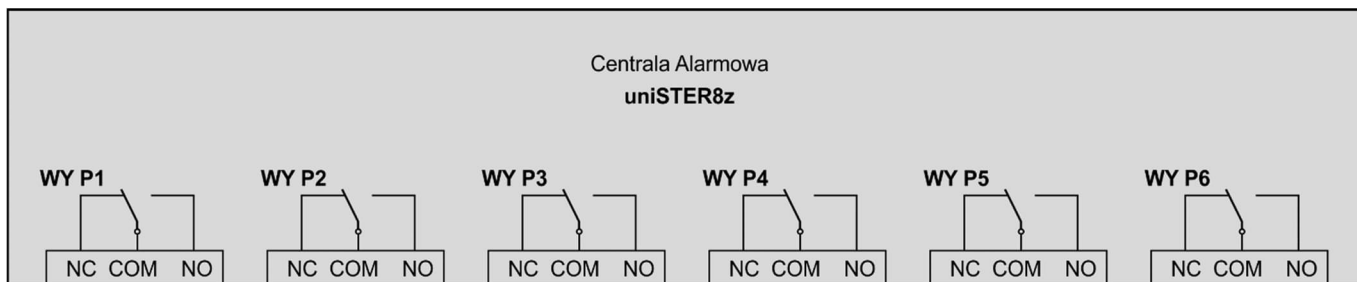 Centrala Alarmowa
uniSTER8z
WY P1 WY P2 WY P3 WY P4 WY P5 WY P6
NC COM NO NC COM NO NC COM NO NC COM NO NC COM NO NC COM NO